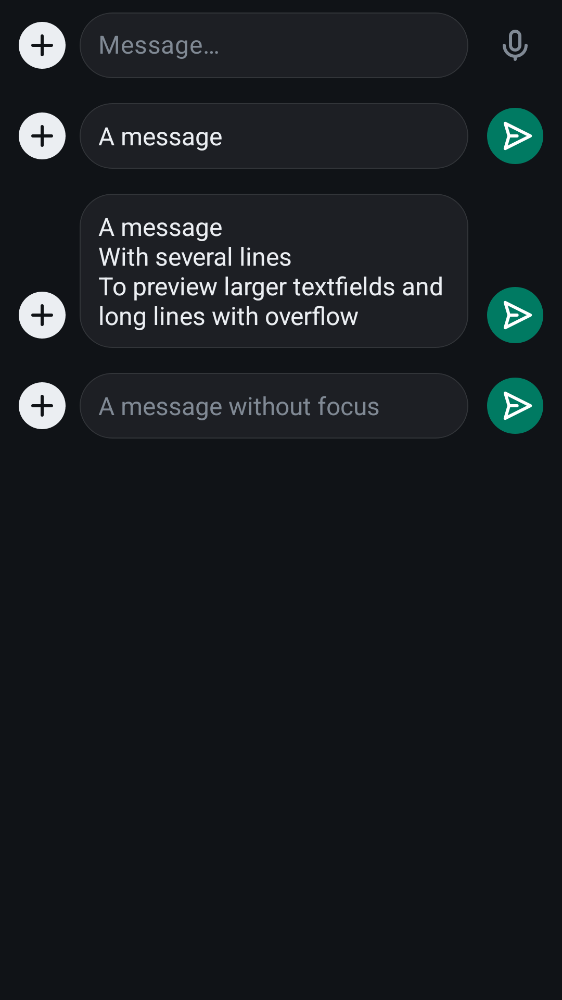 Message…
A message
A message
With several lines
To preview larger textfields and
long lines with overflow
A message without focus